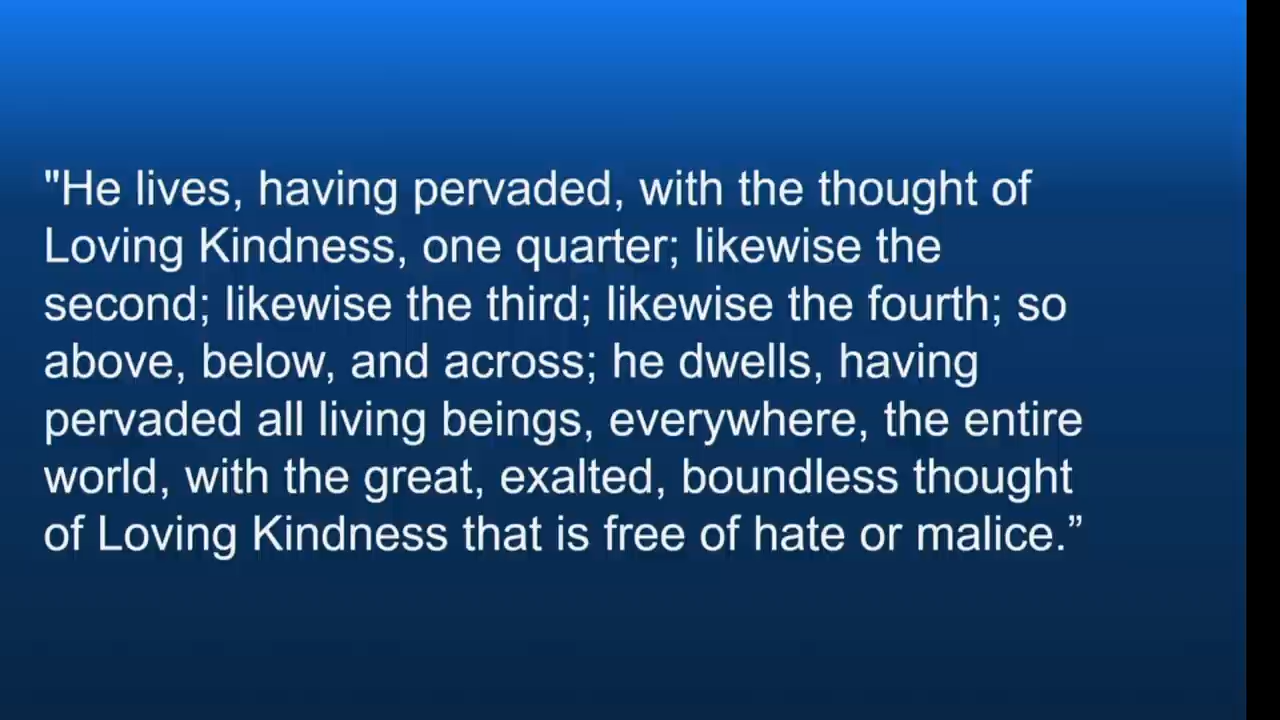 "He lives, having pervaded, with the thought of
Loving Kindness, one quarter; likewise the
second; likewise the third; likewise the fourth; so
above, below, and across; he dwells, having
pervaded all living beings, everywhere, the entire
world, with the great, exalted, boundless thought
of Loving Kindness that is free of hate or malice.”